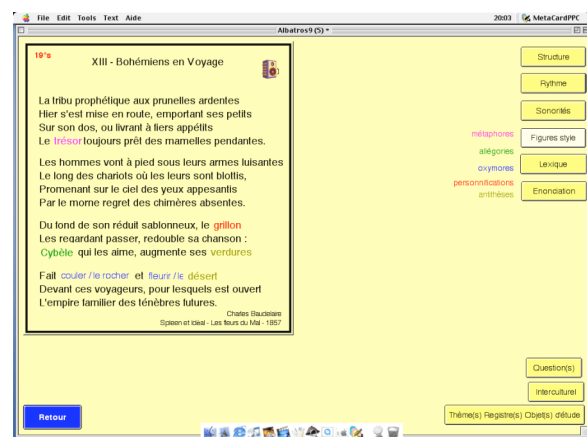 File Edit Tools Text Aide 20:03 MetaCardPPC
Albatros9 (5) *
19°s
XIII - Bohémiens en Voyage
La tribu prophétique aux prunelles ardentes
Hier s'est mise en route, emportant ses petits
Sur son dos, ou livrant à fiers appétits
Le trésor toujours prêt des mamelles pendantes.
Les hommes vont à pied sous leurs armes luisantes
Le long des chariots où les leurs sont blottis,
Promenant sur le ciel des yeux appesantis
Par le morne regret des chimères absentes.
Du fond de son réduit sablonneux, le grillon
Les regardant passer, redouble sa chanson :
Cybèle qui les aime, augmente ses verdures
Fait couler / le rocher et fleurir / le désert
Devant ces voyageurs, pour lesquels est ouvert
L'empire familier des ténèbres futures.
Charles Baudelaire
Spleen et Idéal - Les fleurs du Mal - 1857
Structure
Rythme
Sonorités
métaphores
Figures style
allégories
Lexique
oxymores
personnifications
Enonciation
antithèses
Question(s)
Interculturel
Thème(s) Registre(s) Objet(s) d'étude
Retour